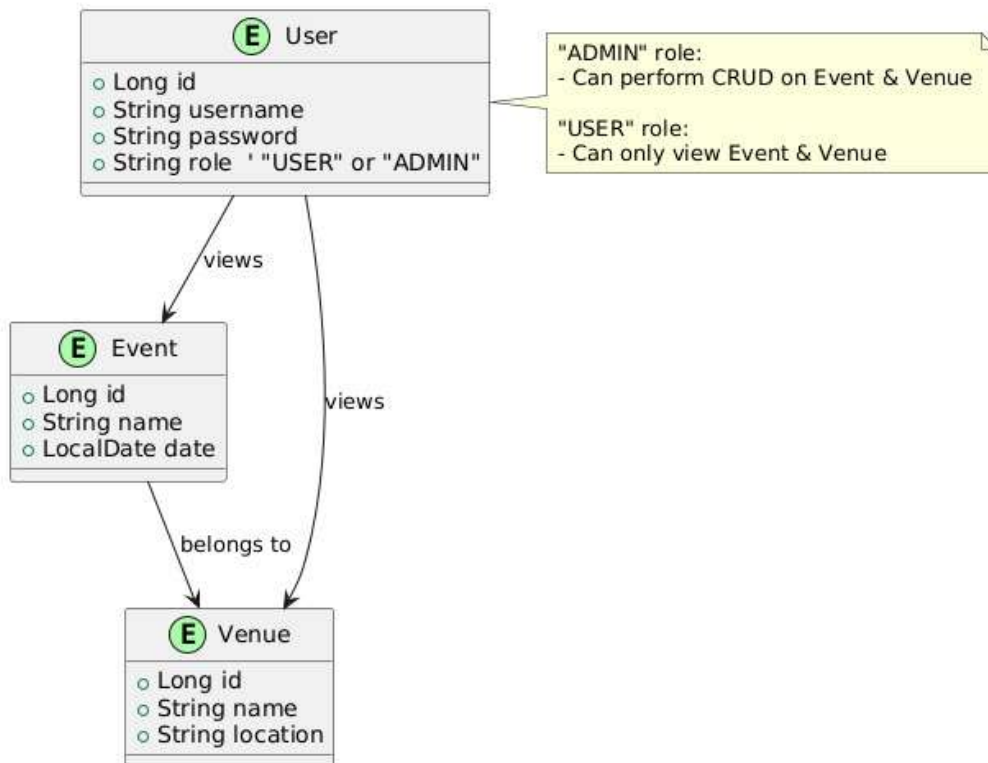 E User
Long id
String username
String password
String role ' "USER" or "ADMIN"
"ADMIN" role:
- Can perform CRUD on Event & Venue
"USER" role:
- Can only view Event & Venue
views
E Event
Long id
String name
LocalDate date
views
belongs to
E Venue
Long id
String name
String location